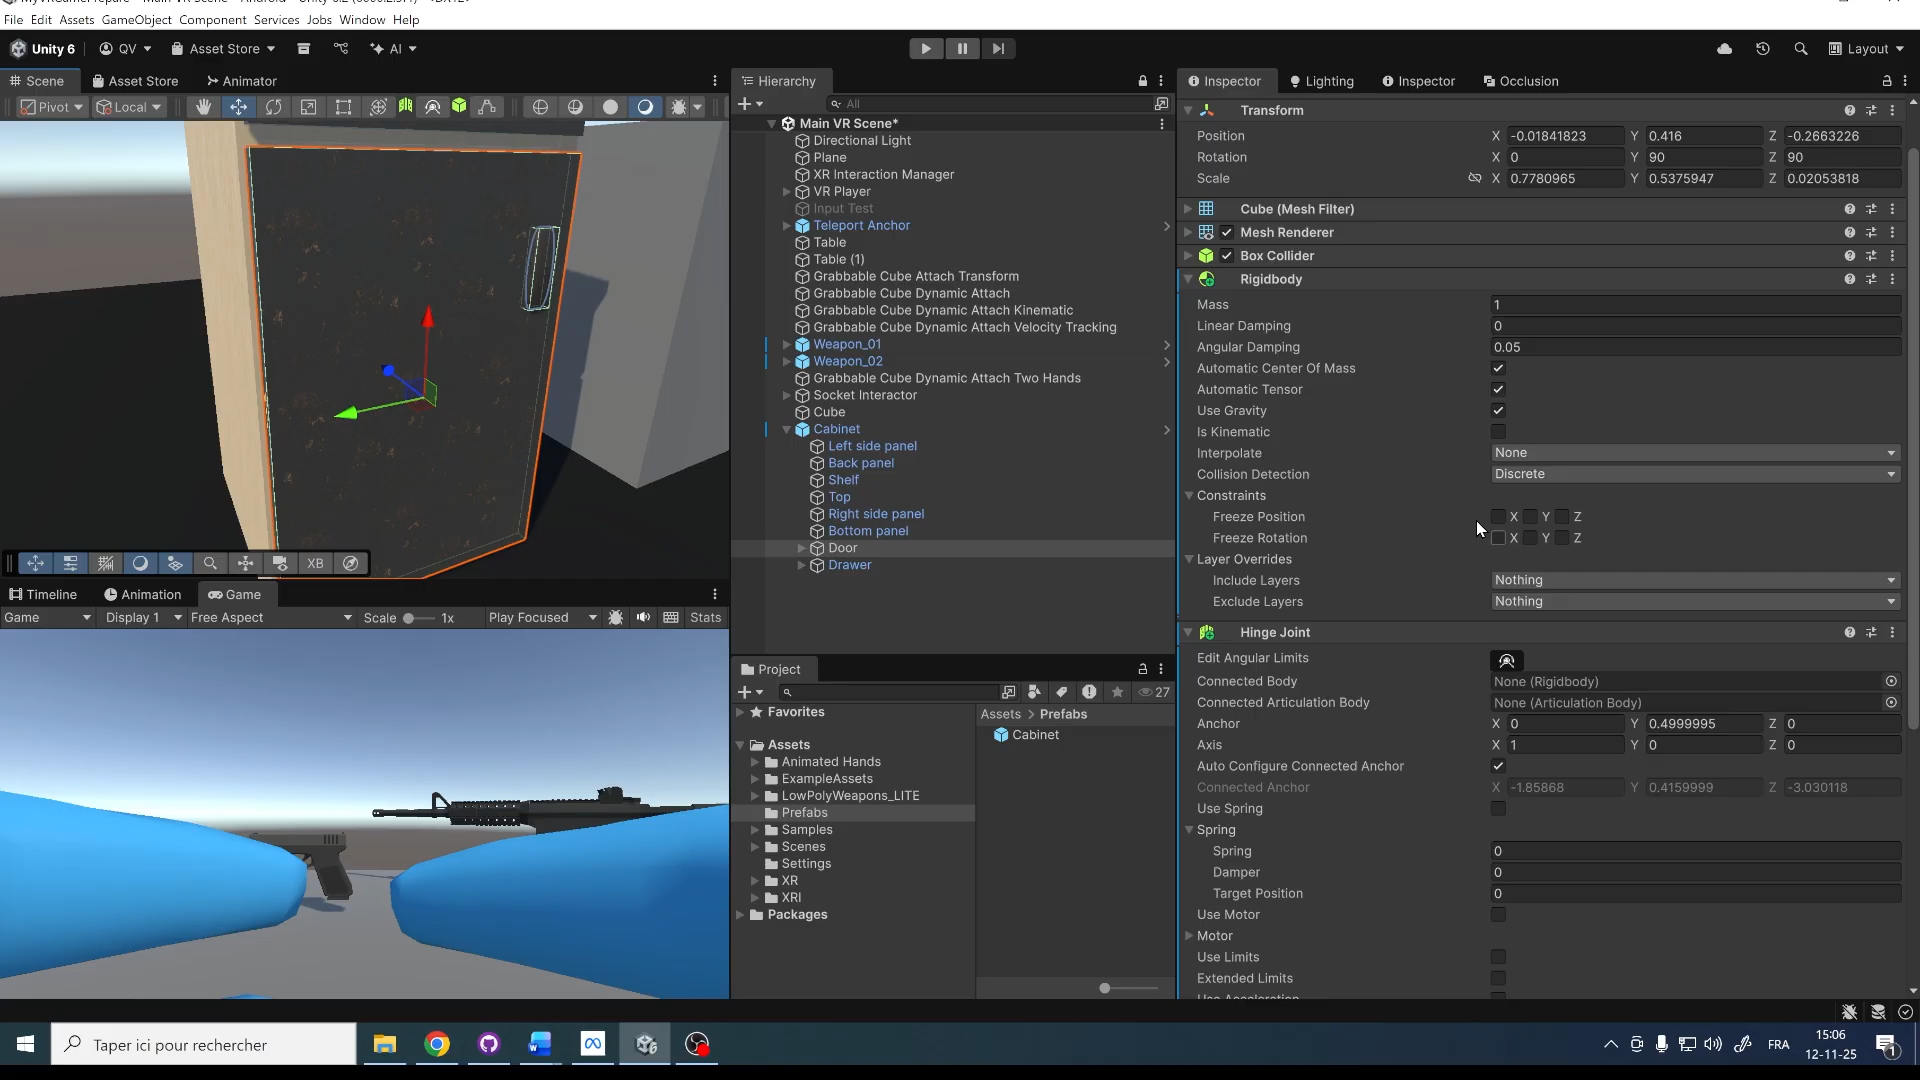 File Edit Assets GameObject Component Services Jobs Window Help
Unity 6 QV Asset Store AI Layout
Scene Asset Store Animator
Pivot Local
XB
Timeline Animation Game
Game Display 1 Free Aspect Scale 1x Play Focused Stats
Hierarchy
All
Main VR Scene*
Directional Light
Plane
XR Interaction Manager
VR Player
Input Test
Teleport Anchor
Table
Table (1)
Grabbable Cube Attach Transform
Grabbable Cube Dynamic Attach
Grabbable Cube Dynamic Attach Kinematic
Grabbable Cube Dynamic Attach Velocity Tracking
Weapon_01
Weapon_02
Grabbable Cube Dynamic Attach Two Hands
Socket Interactor
Cube
Cabinet
Left side panel
Back panel
Shelf
Top
Right side panel
Bottom panel
Door
Drawer
Project
27
Favorites
Assets
Animated Hands
ExampleAssets
LowPolyWeapons_LITE
Prefabs
Samples
Scenes
Settings
XR
XRI
Packages
Assets > Prefabs
Cabinet
Inspector Lighting Inspector Occlusion
Transform
Position X -0.01841823 Y 0.416 Z -0.2663226
Rotation X 0 Y 90 Z 90
Scale X 0.7780965 Y 0.5375947 Z 0.02053818
Cube (Mesh Filter)
Mesh Renderer
Box Collider
Rigidbody
Mass 1
Linear Damping 0
Angular Damping 0.05
Automatic Center Of Mass
Automatic Tensor
Use Gravity
Is Kinematic
Interpolate None
Collision Detection Discrete
Constraints
Freeze Position X Y Z
Freeze Rotation X Y Z
Layer Overrides
Include Layers Nothing
Exclude Layers Nothing
Hinge Joint
Edit Angular Limits
Connected Body None (Rigidbody)
Connected Articulation Body None (Articulation Body)
Anchor X 0 Y 0.4999995 Z 0
Axis X 1 Y 0 Z 0
Auto Configure Connected Anchor
Connected Anchor X -1.85868 Y 0.4159999 Z -3.030118
Use Spring
Spring
Spring 0
Damper 0
Target Position 0
Use Motor
Motor
Use Limits
Extended Limits
Taper ici pour rechercher
FRA
15:06
12-11-25
1